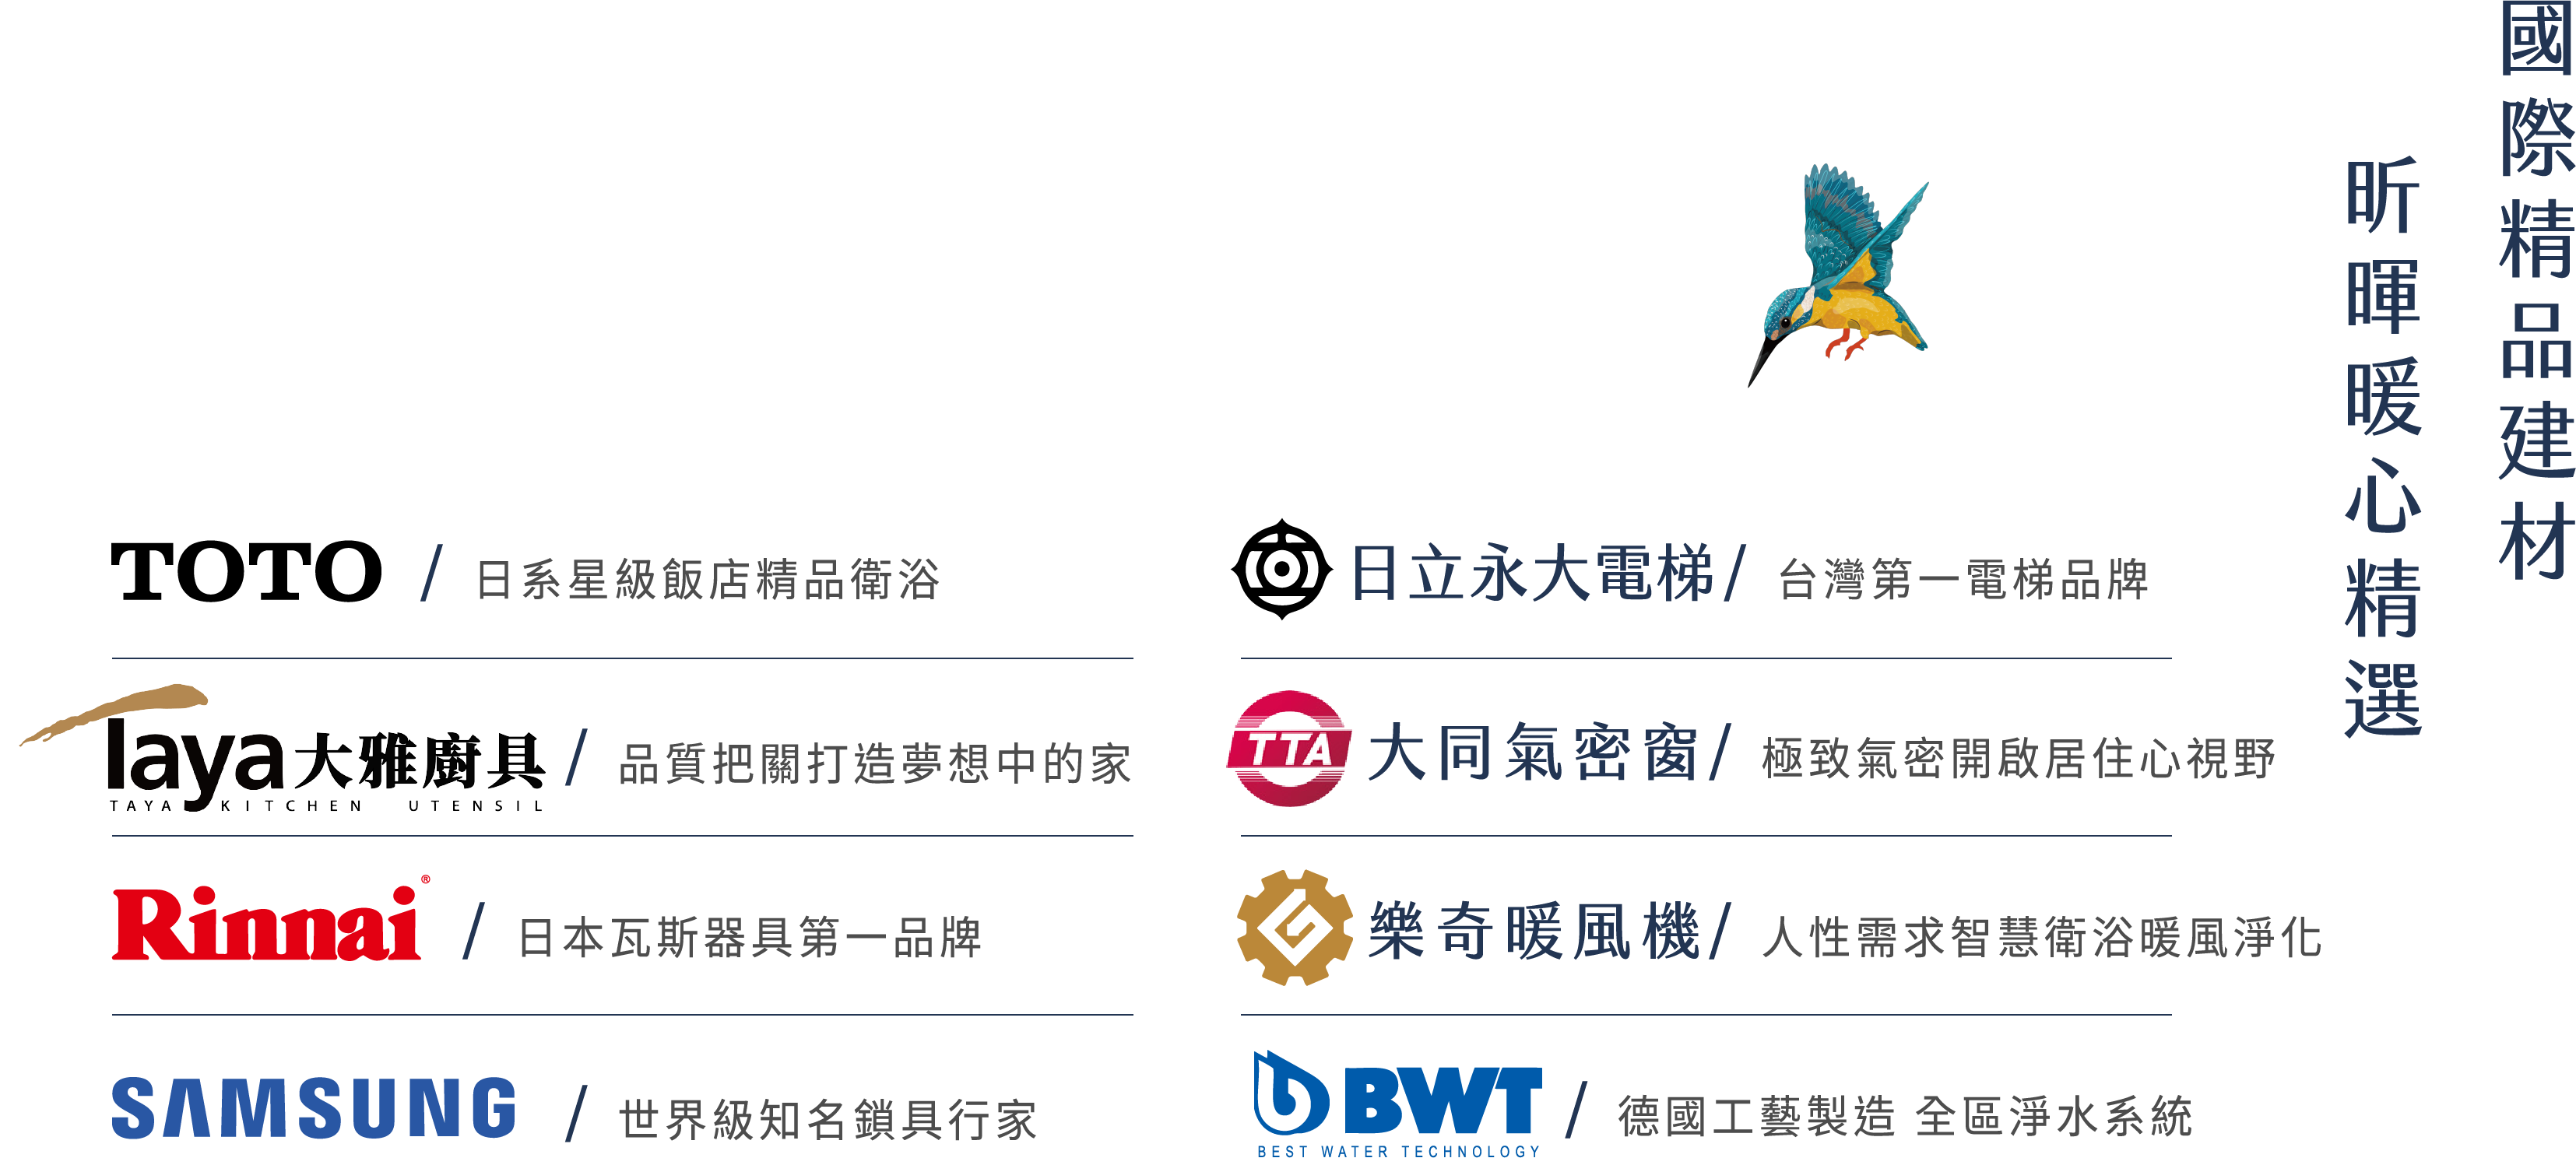 國際精品建材
昕暉暖心精選
TOTO / 日系星級飯店精品衛浴
taya大雅廚具 / 品質把關打造夢想中的家
TAYA KITCHEN UTENSIL
Rinnai® / 日本瓦斯器具第一品牌
SAMSUNG / 世界級知名鎖具行家
日立永大電梯 / 台灣第一電梯品牌
TTA 大同氣密窗 / 極致氣密開啟居住心視野
樂奇暖風機 / 人性需求智慧衛浴暖風淨化
BWT / 德國工藝製造 全區淨水系統
BEST WATER TECHNOLOGY